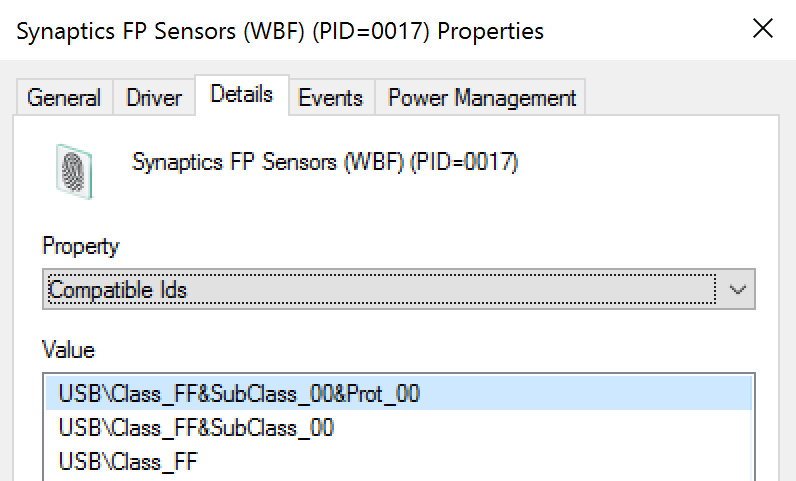 Synaptics FP Sensors (WBF) (PID=0017) Properties
General Driver Details Events Power Management
Synaptics FP Sensors (WBF) (PID=0017)
Property
Compatible Ids
Value
USB\Class_FF&SubClass_00&Prot_00
USB\Class_FF&SubClass_00
USB\Class_FF